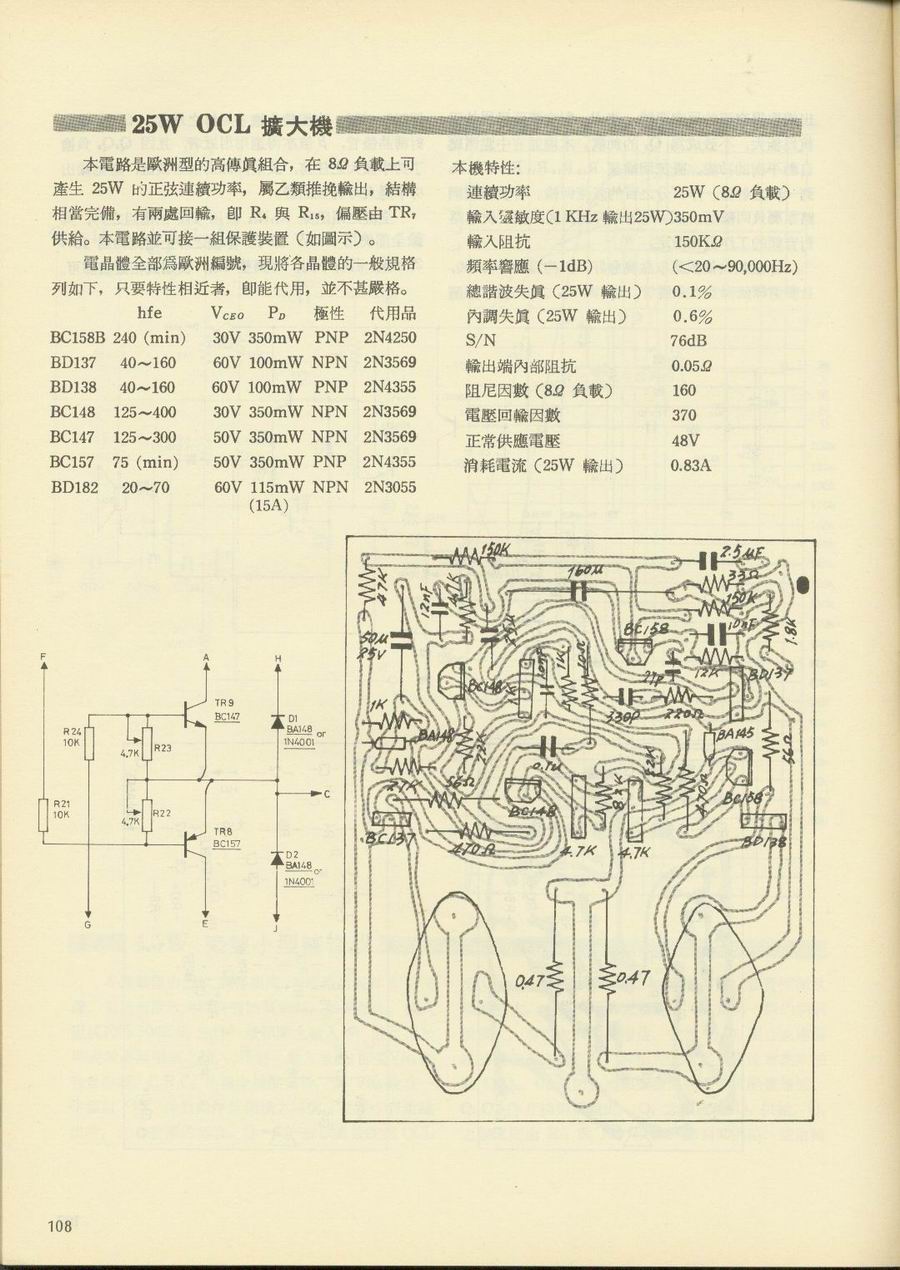 25W OCL 擴大機
本電路是歐洲型的高傳眞組合，在 8Ω 負載上可
產生 25W 的正弦連續功率，屬乙類推挽輸出，結構
相當完備，有兩處回輸，卽 R₄ 與 R₁₈，偏壓由 TR₇
供給。本電路並可接一組保護裝置（如圖示）。
電晶體全部爲歐洲編號，現將各晶體的一般規格
列如下，只要特性相近者，卽能代用，並不甚嚴格。
hfe V_CEO P_D 極性 代用品
BC158B 240 (min) 30V 350mW PNP 2N4250
BD137 40～160 60V 100mW NPN 2N3569
BD138 40～160 60V 100mW PNP 2N4355
BC148 125～400 30V 350mW NPN 2N3569
BC147 125～300 50V 350mW NPN 2N3569
BC157 75 (min) 50V 350mW PNP 2N4355
BD182 20～70 60V 115mW NPN 2N3055
(15A)
本機特性：
連續功率 25W（8Ω 負載）
輸入靈敏度(1 KHz 輸出25W)350mV
輸入阻抗 150KΩ
頻率響應（−1dB） (＜20～90,000Hz)
總諧波失眞（25W 輸出） 0.1%
內調失眞（25W 輸出） 0.6%
S/N 76dB
輸出端內部阻抗 0.05Ω
阻尼因數（8Ω 負載） 160
電壓回輸因數 370
正常供應電壓 48V
消耗電流（25W 輸出） 0.83A
F A H
TR9
BC147
R24
10K
4,7K R23
D1
BA148 or
1N4001
C
R21
10K
4,7K R22
TR8
BC157
D2
BA148 or
1N4001
G E J
150K
2.5μF
47K
12nF
4.7K
160μ
33Ω
150K
10nF
1.8K
50μ
25V
25μ
BC158
BC148
10nF
1K
10Ω
27P
12K
BD137
1K
330P
220Ω
BA148
0.1μ
BA145
56Ω
56Ω
BC148
BC158
BC137
470Ω
4.7K
4.7K
470Ω
BD138
0.47
0.47
108